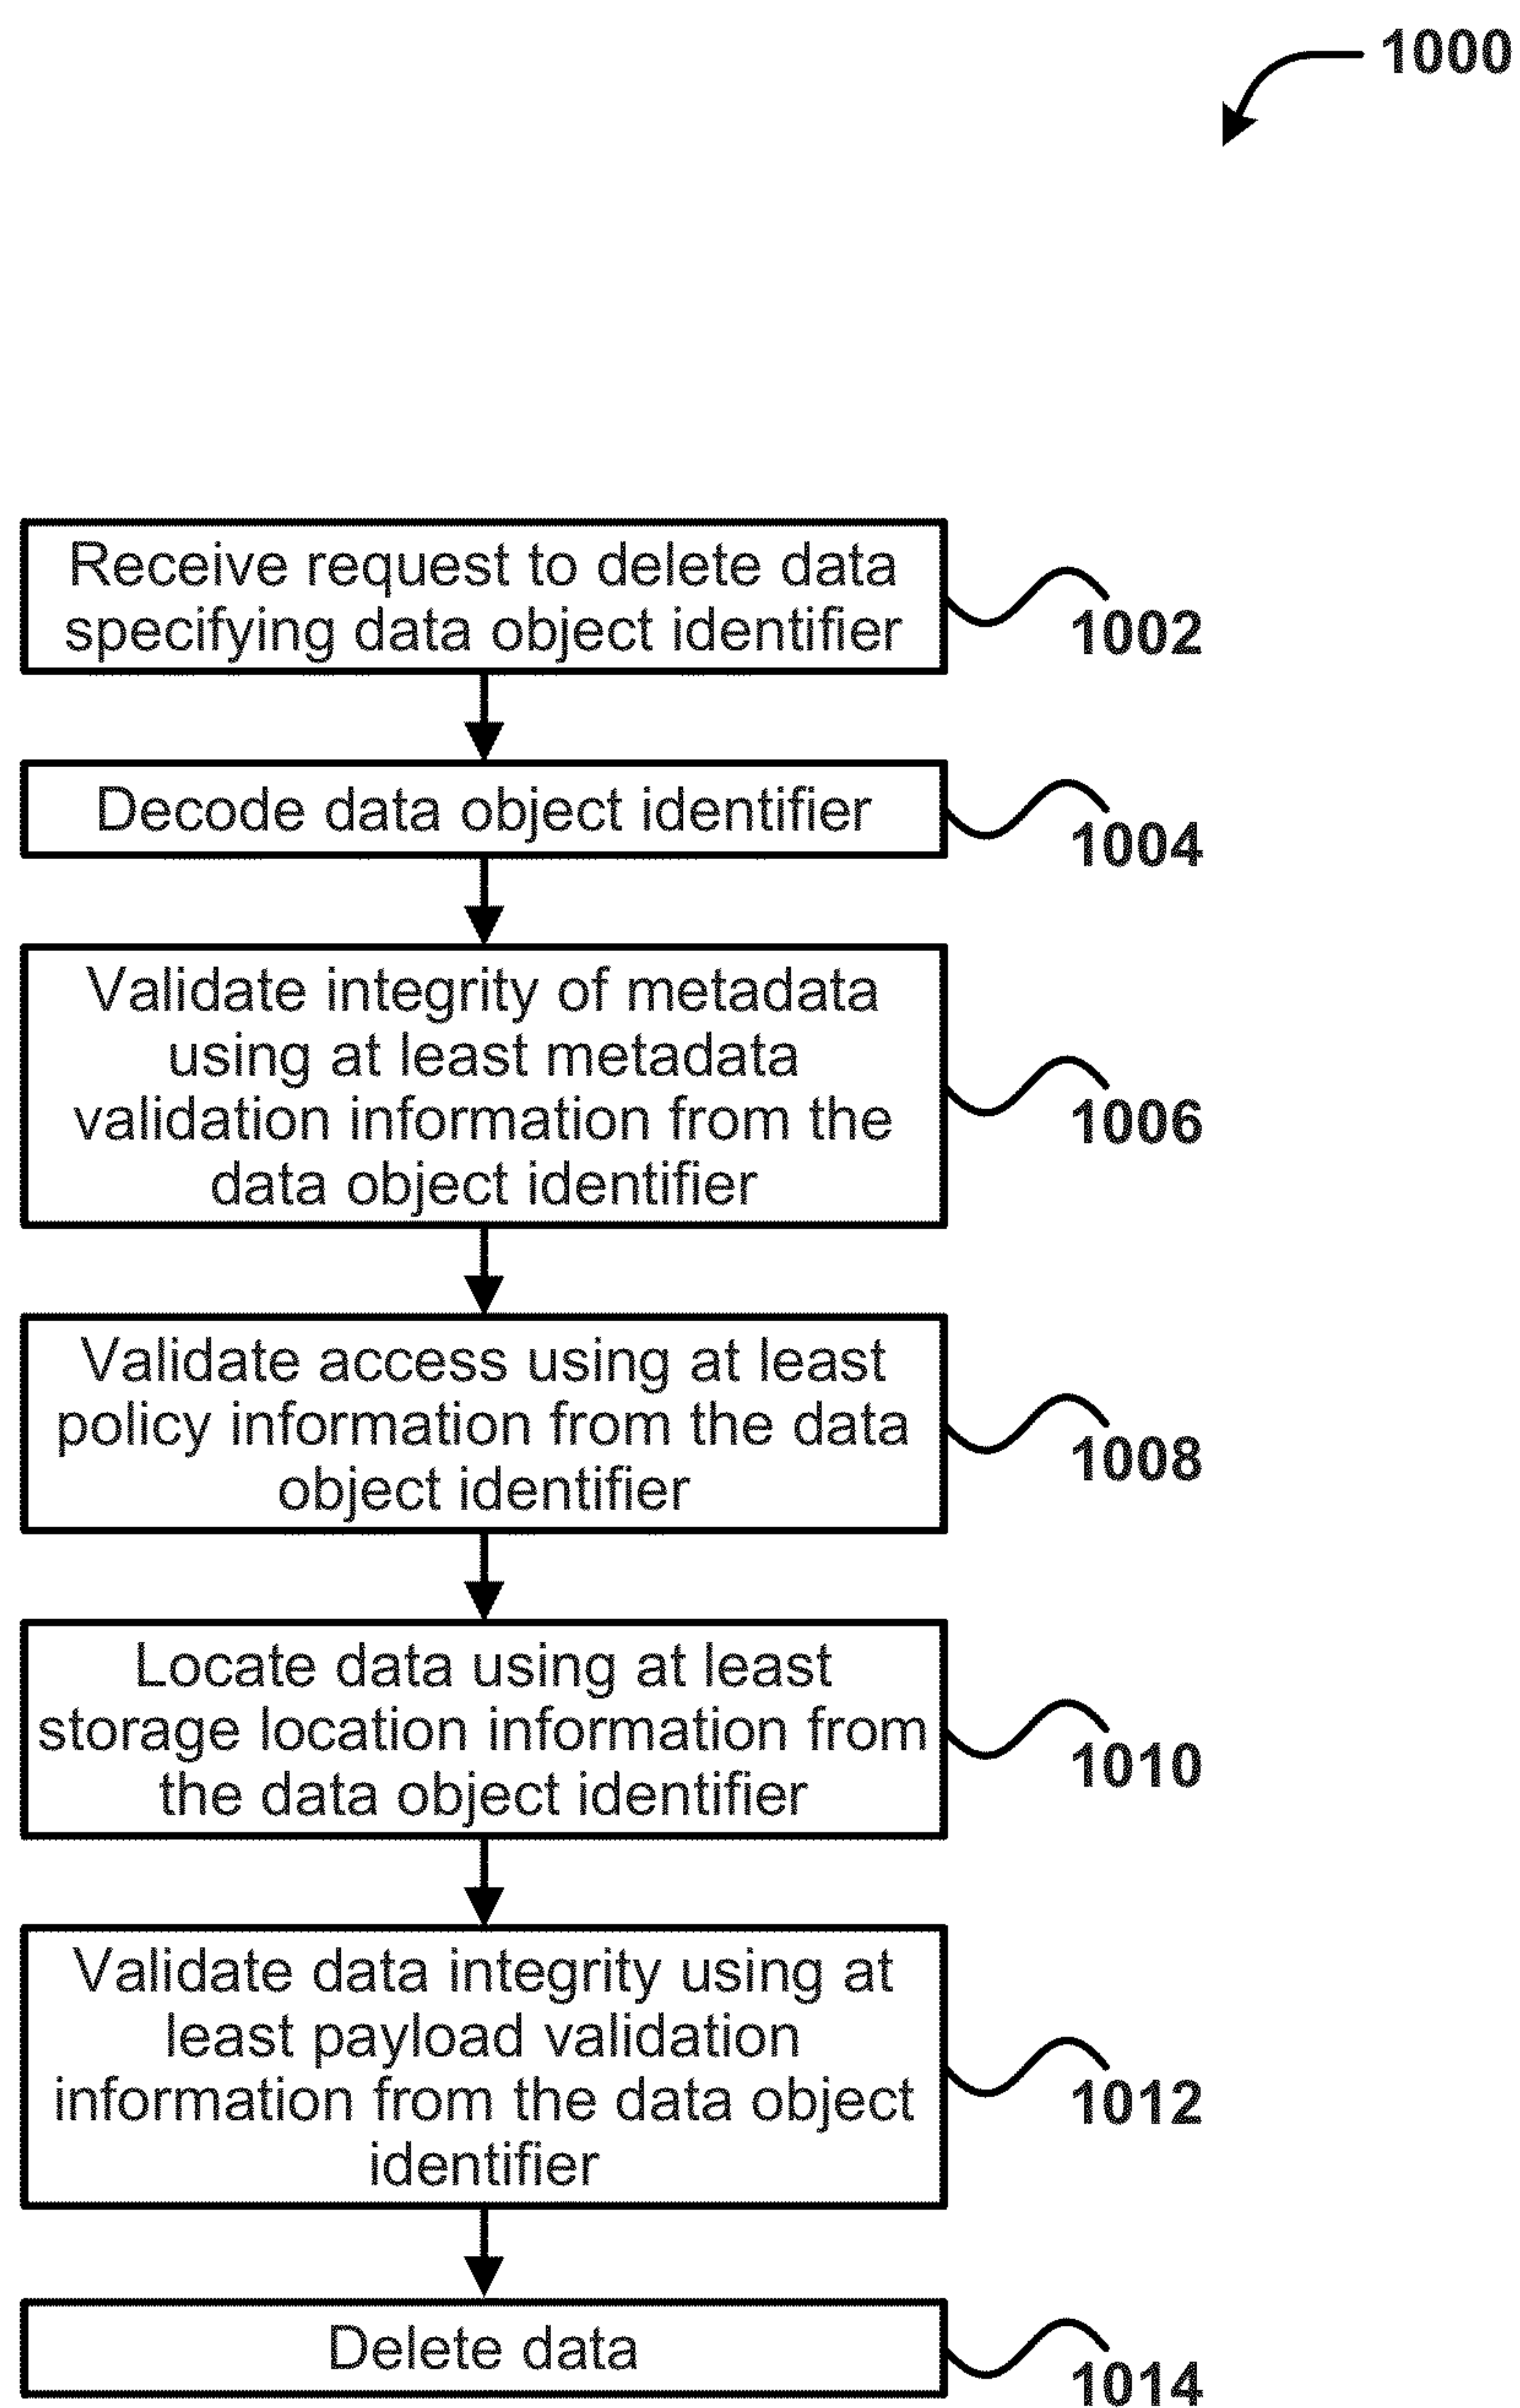 1000
Receive request to delete data
specifying data object identifier
1002
Decode data object identifier
1004
Validate integrity of metadata
using at least metadata
validation information from the
data object identifier
1006
Validate access using at least
policy information from the data
object identifier
1008
Locate data using at least
storage location information from
the data object identifier
1010
Validate data integrity using at
least payload validation
information from the data object
identifier
1012
Delete data
1014